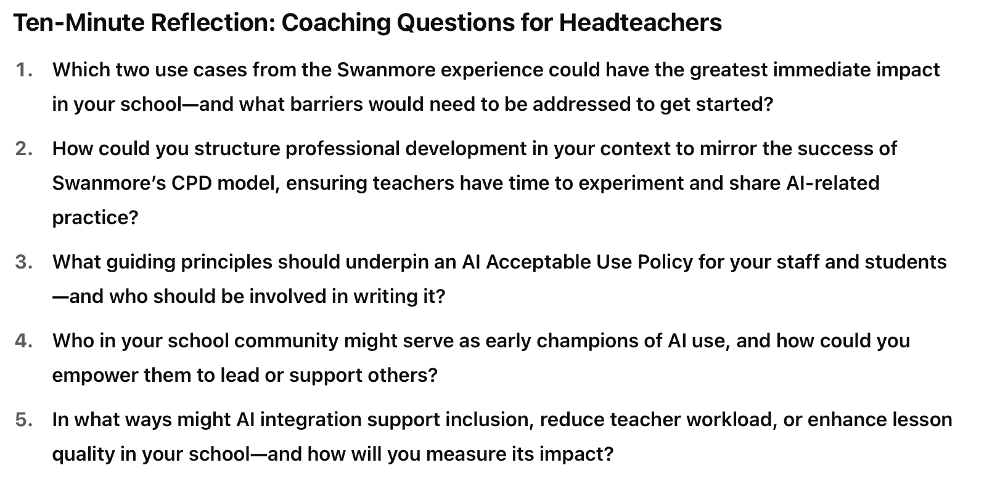 Ten-Minute Reflection: Coaching Questions for Headteachers
1. Which two use cases from the Swanmore experience could have the greatest immediate impact
in your school—and what barriers would need to be addressed to get started?
2. How could you structure professional development in your context to mirror the success of
Swanmore’s CPD model, ensuring teachers have time to experiment and share AI-related
practice?
3. What guiding principles should underpin an AI Acceptable Use Policy for your staff and students
—and who should be involved in writing it?
4. Who in your school community might serve as early champions of AI use, and how could you
empower them to lead or support others?
5. In what ways might AI integration support inclusion, reduce teacher workload, or enhance lesson
quality in your school—and how will you measure its impact?